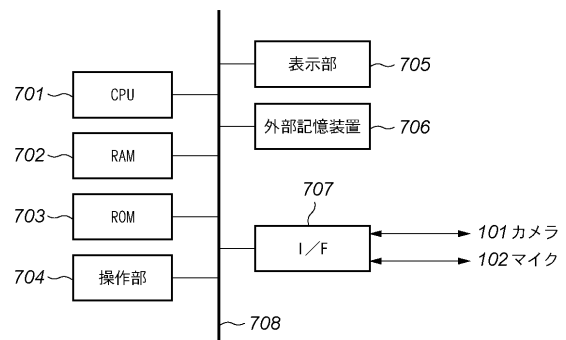 701 CPU
702 RAM
703 ROM
704 操作部
表示部 705
外部記憶装置 706
707
I／F
101 カメラ
102 マイク
708